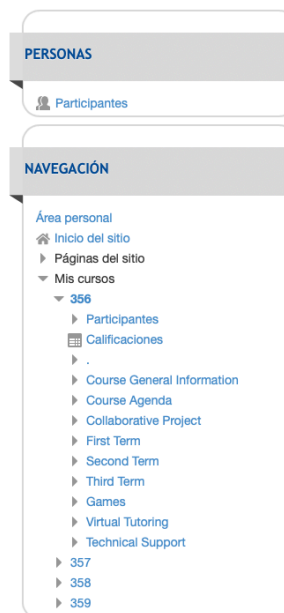 PERSONAS
Participantes
NAVEGACIÓN
Área personal
Inicio del sitio
Páginas del sitio
Mis cursos
356
Participantes
Calificaciones
.
Course General Information
Course Agenda
Collaborative Project
First Term
Second Term
Third Term
Games
Virtual Tutoring
Technical Support
357
358
359